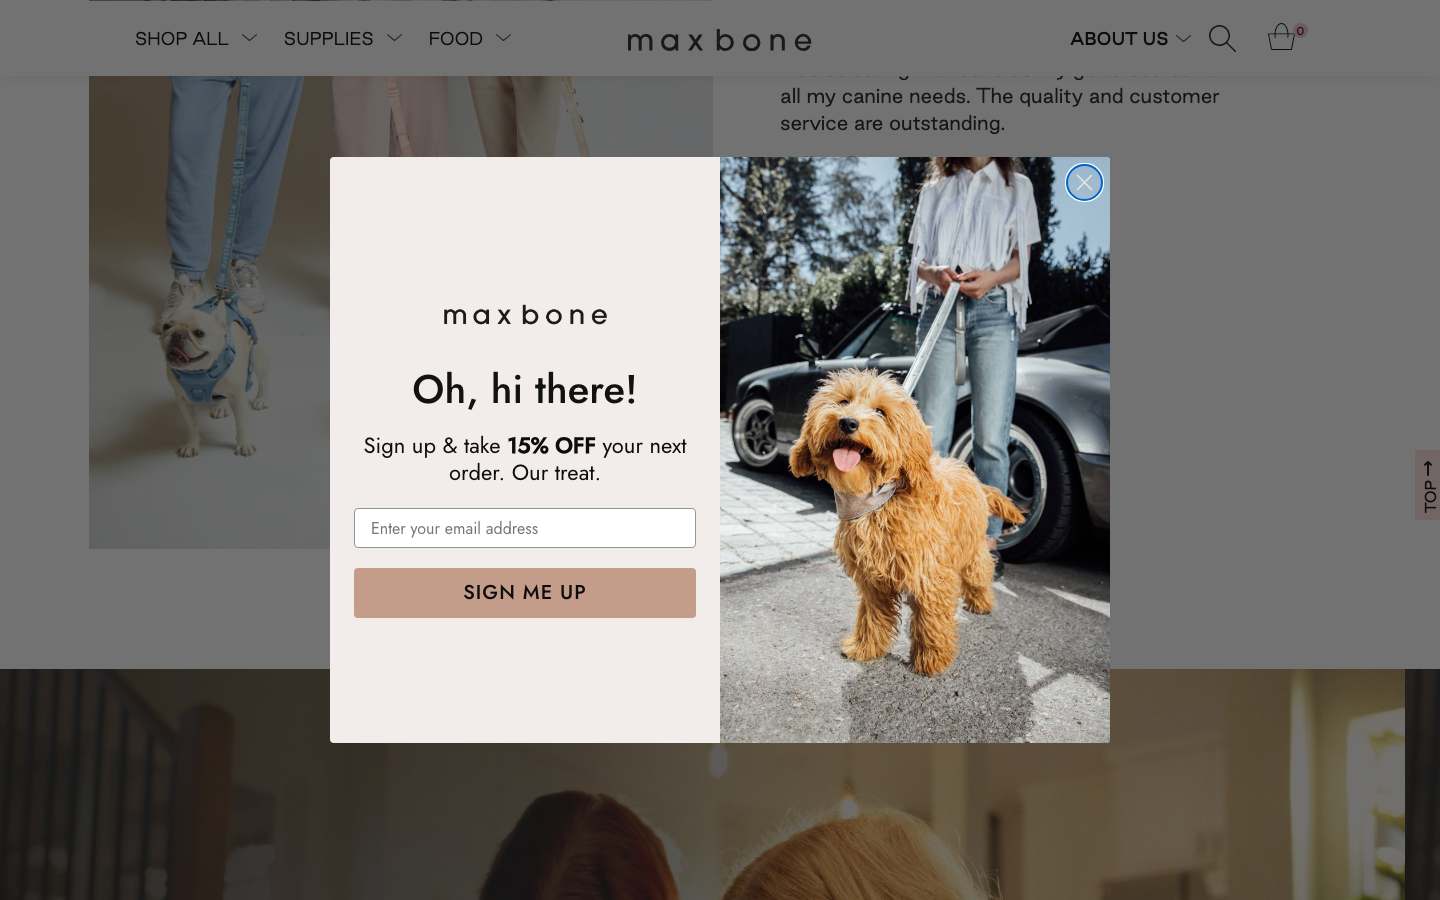 SHOP ALL
SUPPLIES
FOOD
max bone
ABOUT US
0
all my canine needs. The quality and customer
service are outstanding.
max bone
Oh, hi there!
Sign up & take 15% OFF your next
order. Our treat.
Enter your email address
SIGN ME UP
TOP →